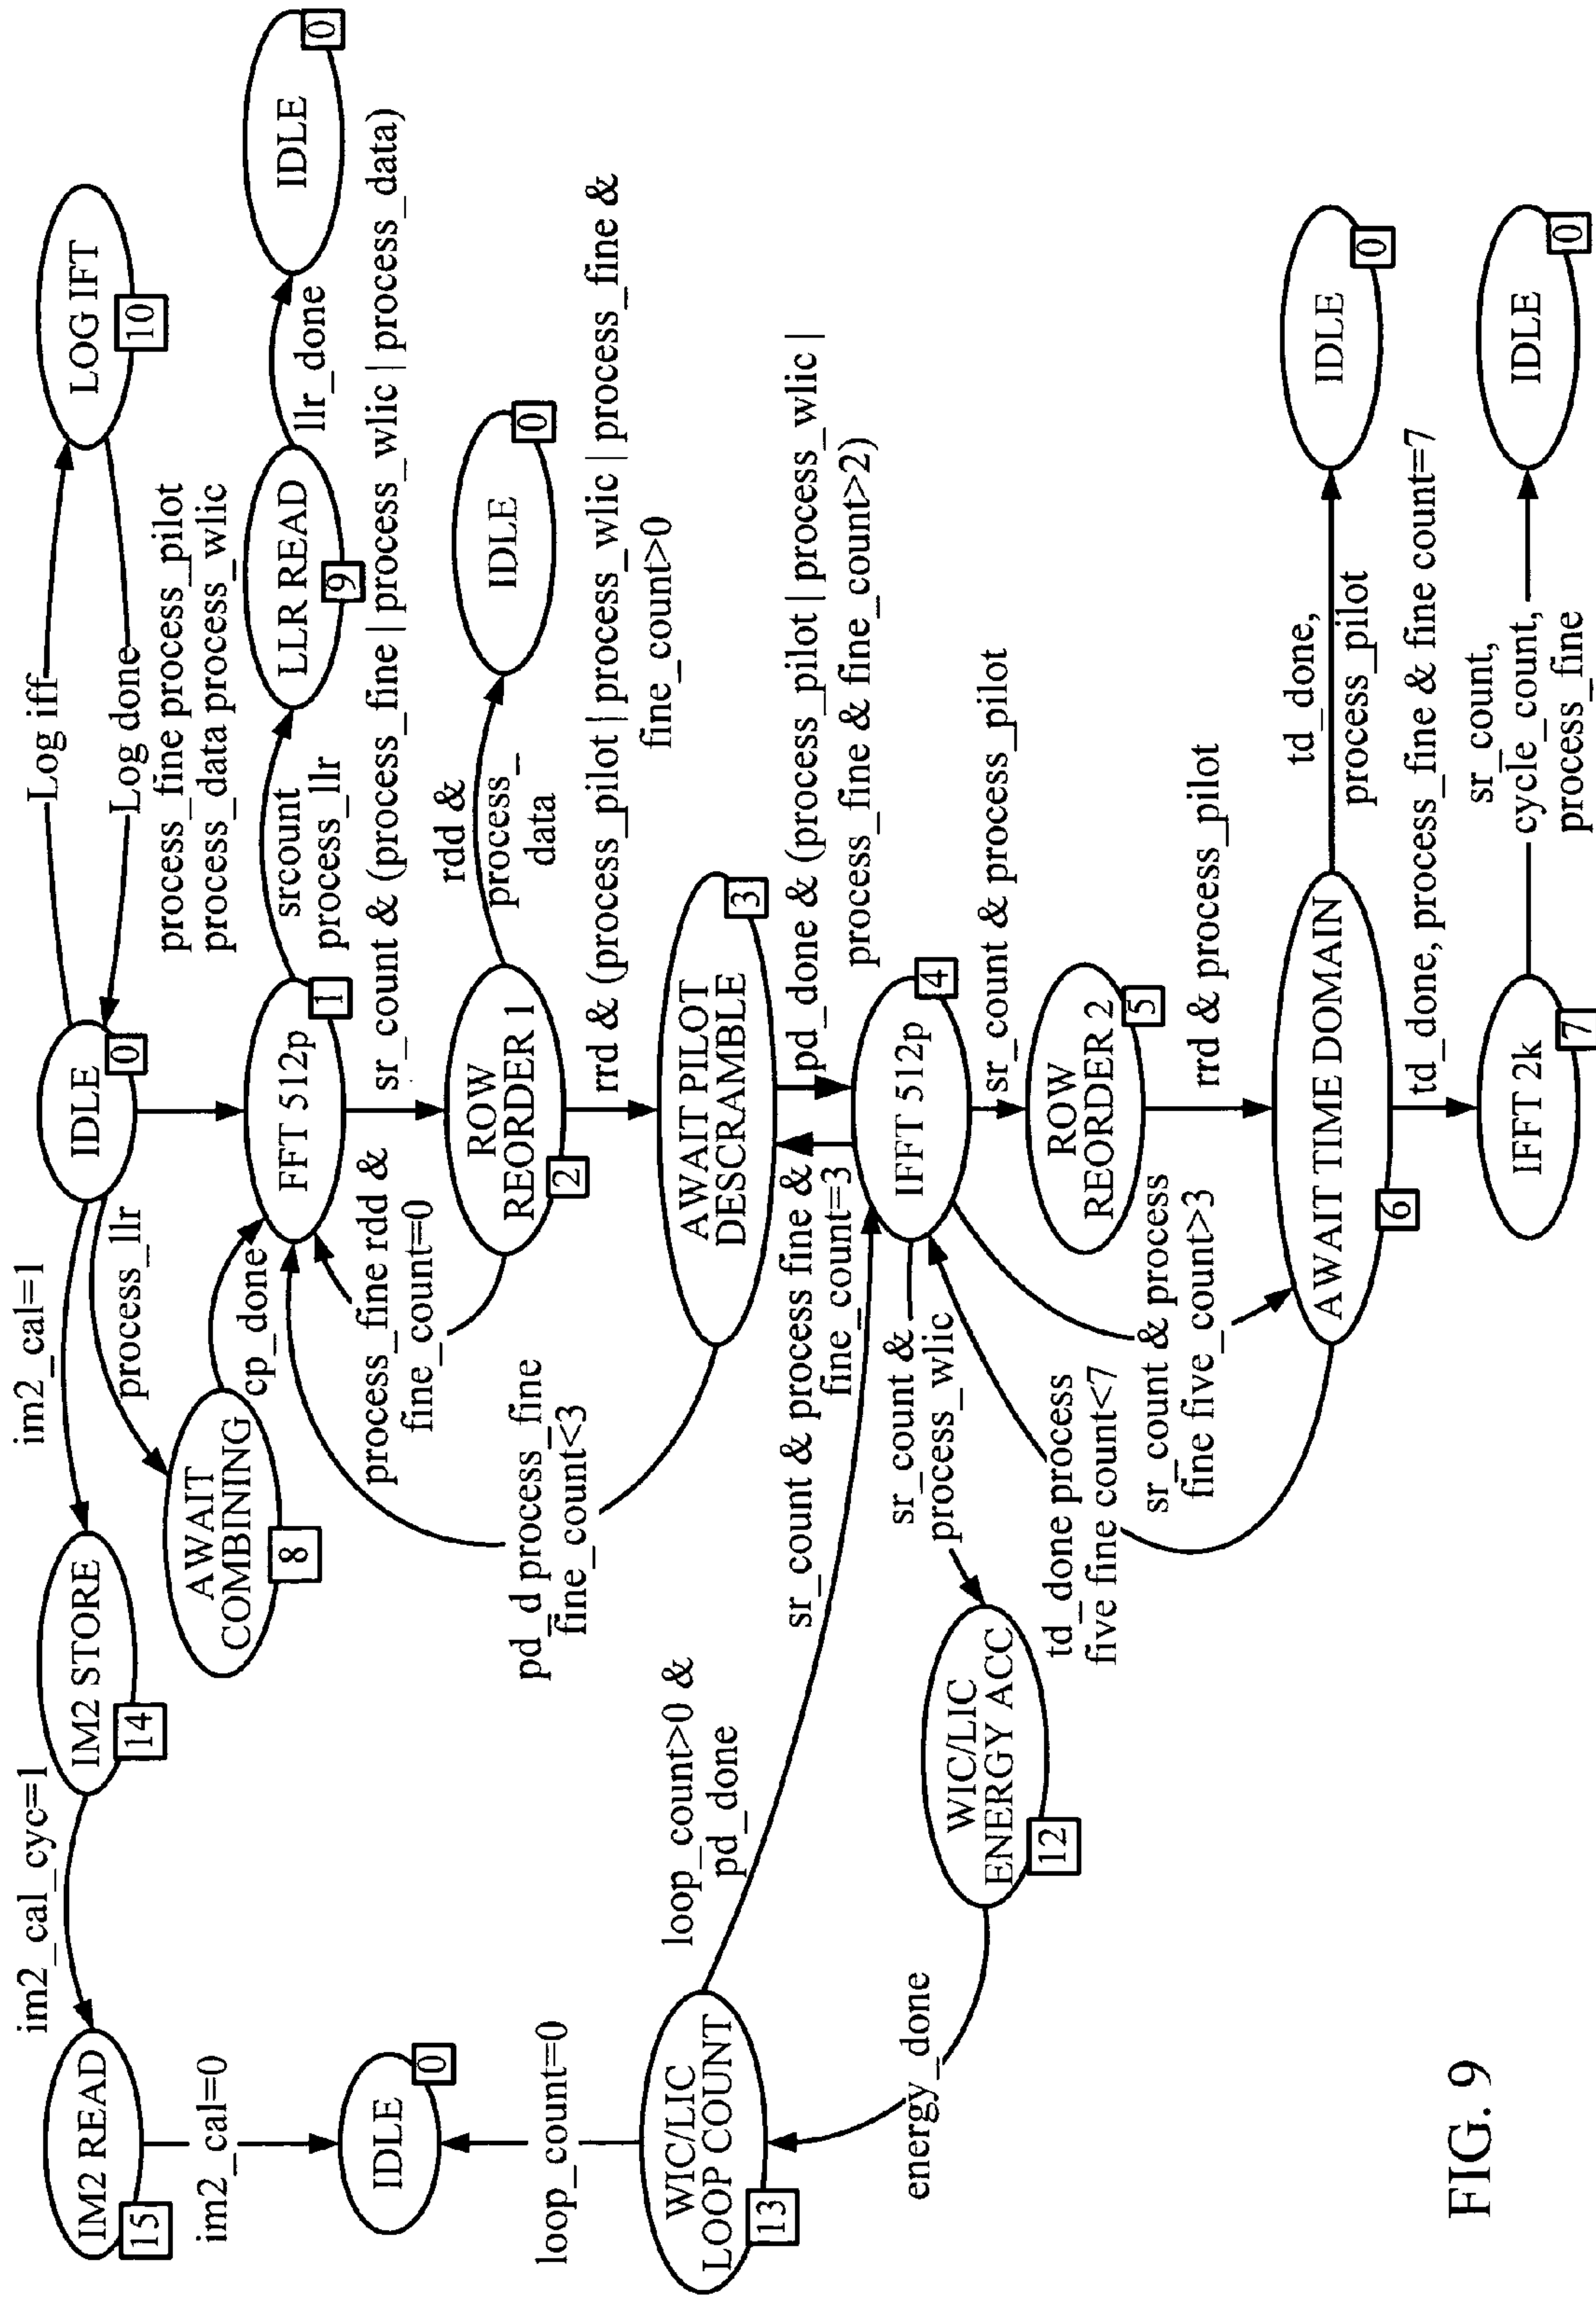 IM2 READ
15
im2_cal_cyc=1
IM2 STORE
14
im2_cal=1
IDLE
0
Log iff
Log done
LOG IFT
10
process_fine process_pilot
process_data process_wlic
process_llr
AWAIT
COMBINING
8
cp_done
im2_cal=0
IDLE
0
FFT 512p
1
srcount
process_llr
LLR READ
9
llr_done
IDLE
0
sr_count & (process_fine | process_wlic | process_data)
process_fine rdd &
fine_count=0
ROW
REORDER 1
2
rdd &
process_
data
IDLE
0
pd_d process_fine
fine_count<3
rrd & (process_pilot | process_wlic | process_fine &
fine_count>0
loop_count=0
WIC/LIC
LOOP COUNT
13
loop_count>0 &
pd_done
AWAIT PILOT
DESCRAMBLE
3
sr_count & process fine &
fine_count=3
pd_done & (process_pilot | process_wlic |
process_fine & fine_count>2)
IFFT 512p
4
sr_count &
process_wlic
energy_done
WIC/LIC
ENERGY ACC
12
sr_count & process_pilot
ROW
REORDER 2
5
td_done process
five fine count<7
sr_count & process
fine five_count>3
rrd & process_pilot
AWAIT TIME DOMAIN
6
td_done,
process_pilot
IDLE
0
td_done, process_fine & fine count=7
IFFT 2k
7
sr_count,
cycle_count,
process_fine
IDLE
0
FIG. 9